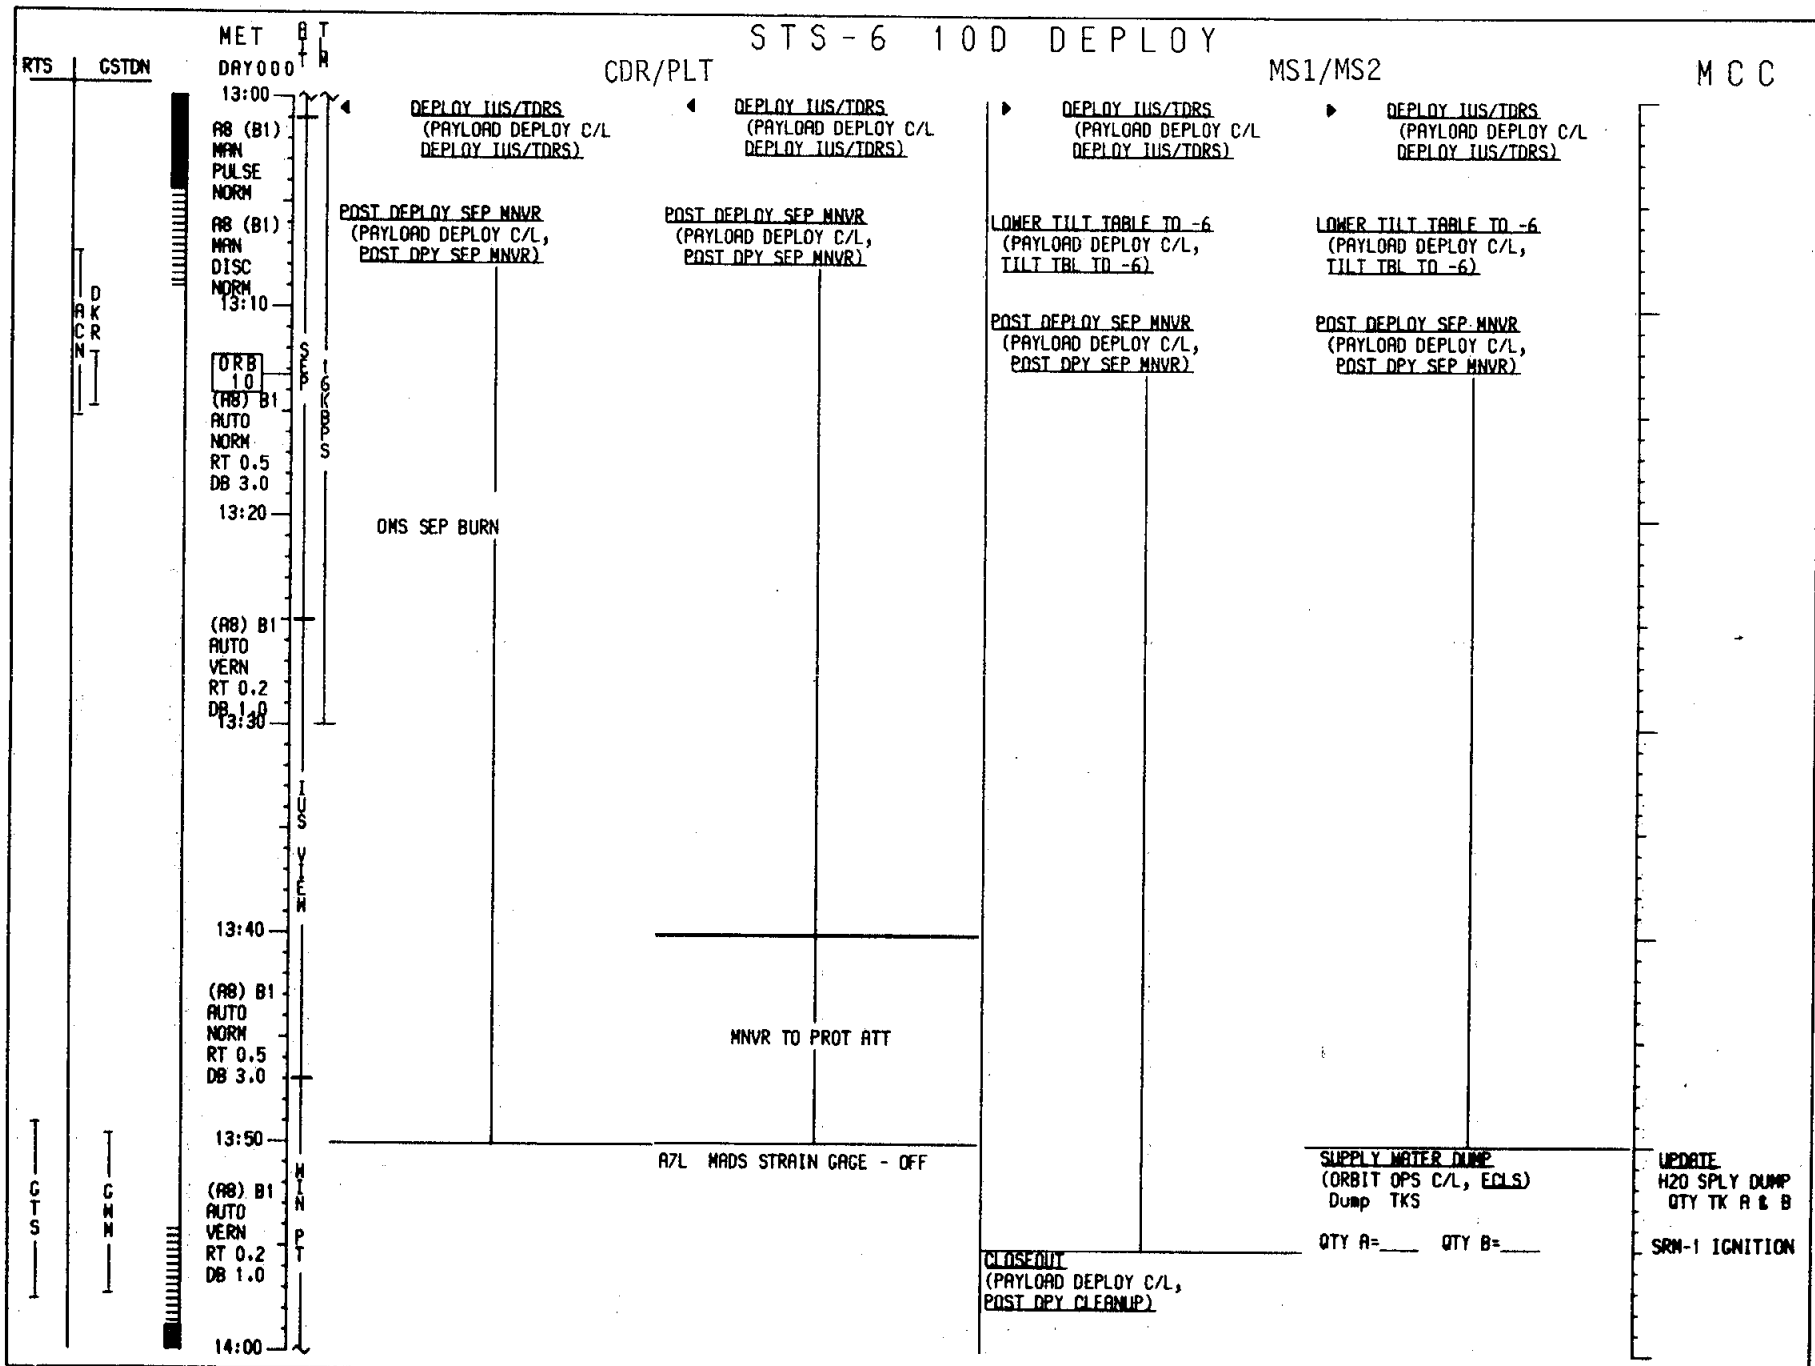 STS-6 10D DEPLOY
RTS GSTDN
MET
DAY000
ATT
TLM
CDR/PLT
MS1/MS2
MCC
13:00
A8 (B1)
MAN
PULSE
NORM
A8 (B1)
MAN
DISC
NORM
13:10
ORB
10
(A8) B1
AUTO
NORM
RT 0.5
DB 3.0
13:20
(A8) B1
AUTO
VERN
RT 0.2
DB 1.0
13:30
13:40
(A8) B1
AUTO
NORM
RT 0.5
DB 3.0
13:50
(A8) B1
AUTO
VERN
RT 0.2
DB 1.0
14:00
ACN
DKR
GTS
GWM
SEP
16KBPS
IUS VIEW
MIN PT
DEPLOY IUS/TDRS
(PAYLOAD DEPLOY C/L
DEPLOY IUS/TDRS)
POST DEPLOY SEP MNVR
(PAYLOAD DEPLOY C/L,
POST DPY SEP MNVR)
OMS SEP BURN
DEPLOY IUS/TDRS
(PAYLOAD DEPLOY C/L
DEPLOY IUS/TDRS)
POST DEPLOY SEP MNVR
(PAYLOAD DEPLOY C/L,
POST DPY SEP MNVR)
MNVR TO PROT ATT
A7L MADS STRAIN GAGE - OFF
DEPLOY IUS/TDRS
(PAYLOAD DEPLOY C/L
DEPLOY IUS/TDRS)
LOWER TILT TABLE TO -6
(PAYLOAD DEPLOY C/L,
TILT TBL TO -6)
POST DEPLOY SEP MNVR
(PAYLOAD DEPLOY C/L,
POST DPY SEP MNVR)
CLOSEOUT
(PAYLOAD DEPLOY C/L,
POST DPY CLEANUP)
DEPLOY IUS/TDRS
(PAYLOAD DEPLOY C/L
DEPLOY IUS/TDRS)
LOWER TILT TABLE TO -6
(PAYLOAD DEPLOY C/L,
TILT TBL TO -6)
POST DEPLOY SEP MNVR
(PAYLOAD DEPLOY C/L,
POST DPY SEP MNVR)
SUPPLY WATER DUMP
(ORBIT OPS C/L, ECLS)
Dump TKS
QTY A=____ QTY B=____
UPDATE
H2O SPLY DUMP
QTY TK A & B
SRM-1 IGNITION